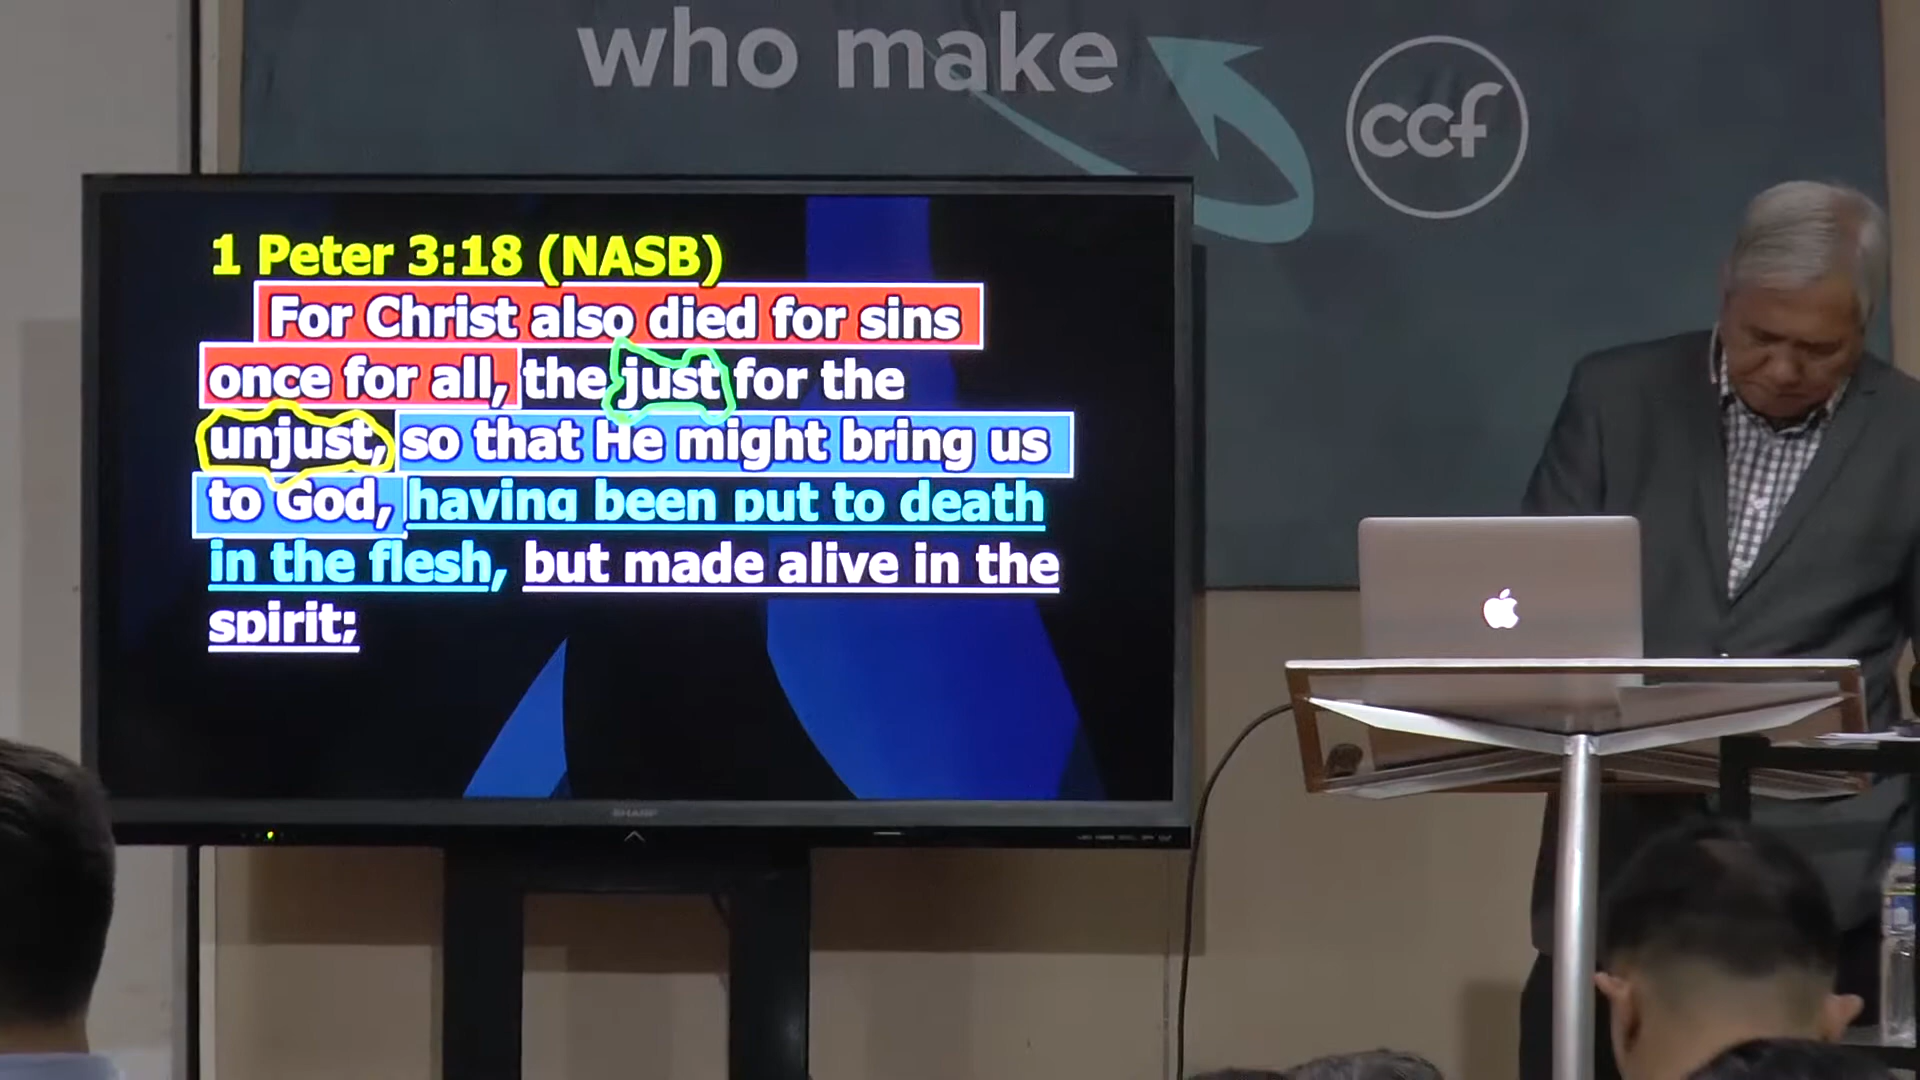 who make
ccf
1 Peter 3:18 (NASB)
For Christ also died for sins
once for all, the just for the
unjust, so that He might bring us
to God, having been put to death
in the flesh, but made alive in the
spirit;
SHARP